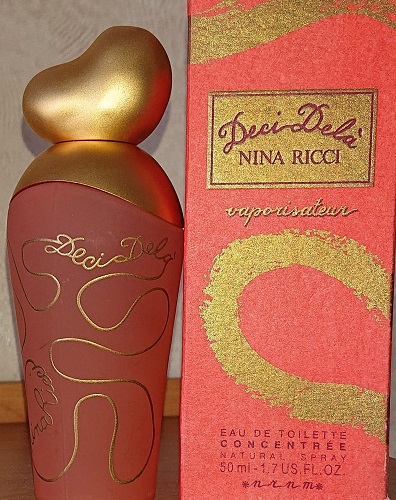 Deci Delà
Deci Delà
NINA RICCI
vaporisateur
EAU DE TOILETTE
CONCENTRÉE
NATURAL SPRAY
50 ml - 1.7 US.FL.OZ.
*nrnm*